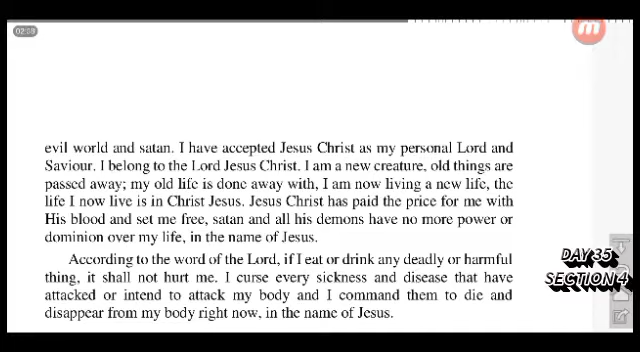 02:53
m
evil world and satan. I have accepted Jesus Christ as my personal Lord and
Saviour. I belong to the Lord Jesus Christ. I am a new creature, old things are
passed away; my old life is done away with, I am now living a new life, the
life I now live is in Christ Jesus. Jesus Christ has paid the price for me with
His blood and set me free, satan and all his demons have no more power or
dominion over my life, in the name of Jesus.
According to the word of the Lord, if I eat or drink any deadly or harmful
thing, it shall not hurt me. I curse every sickness and disease that have
attacked or intend to attack my body and I command them to die and
disappear from my body right now, in the name of Jesus.
DAY 35
SECTION 4